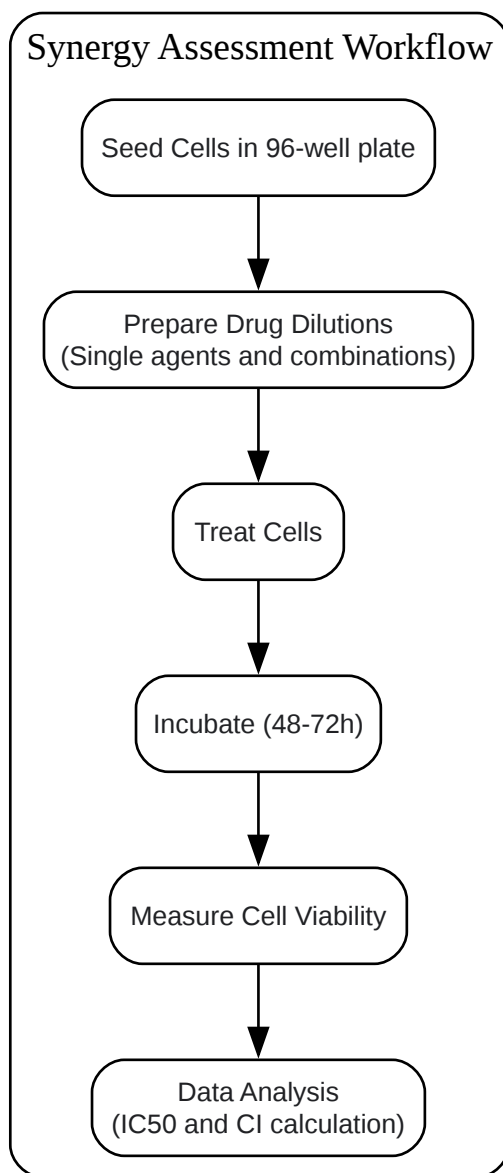 Synergy Assessment Workflow
Seed Cells in 96-well plate
Prepare Drug Dilutions
(Single agents and combinations)
Treat Cells
Incubate (48-72h)
Measure Cell Viability
Data Analysis
(IC50 and CI calculation)